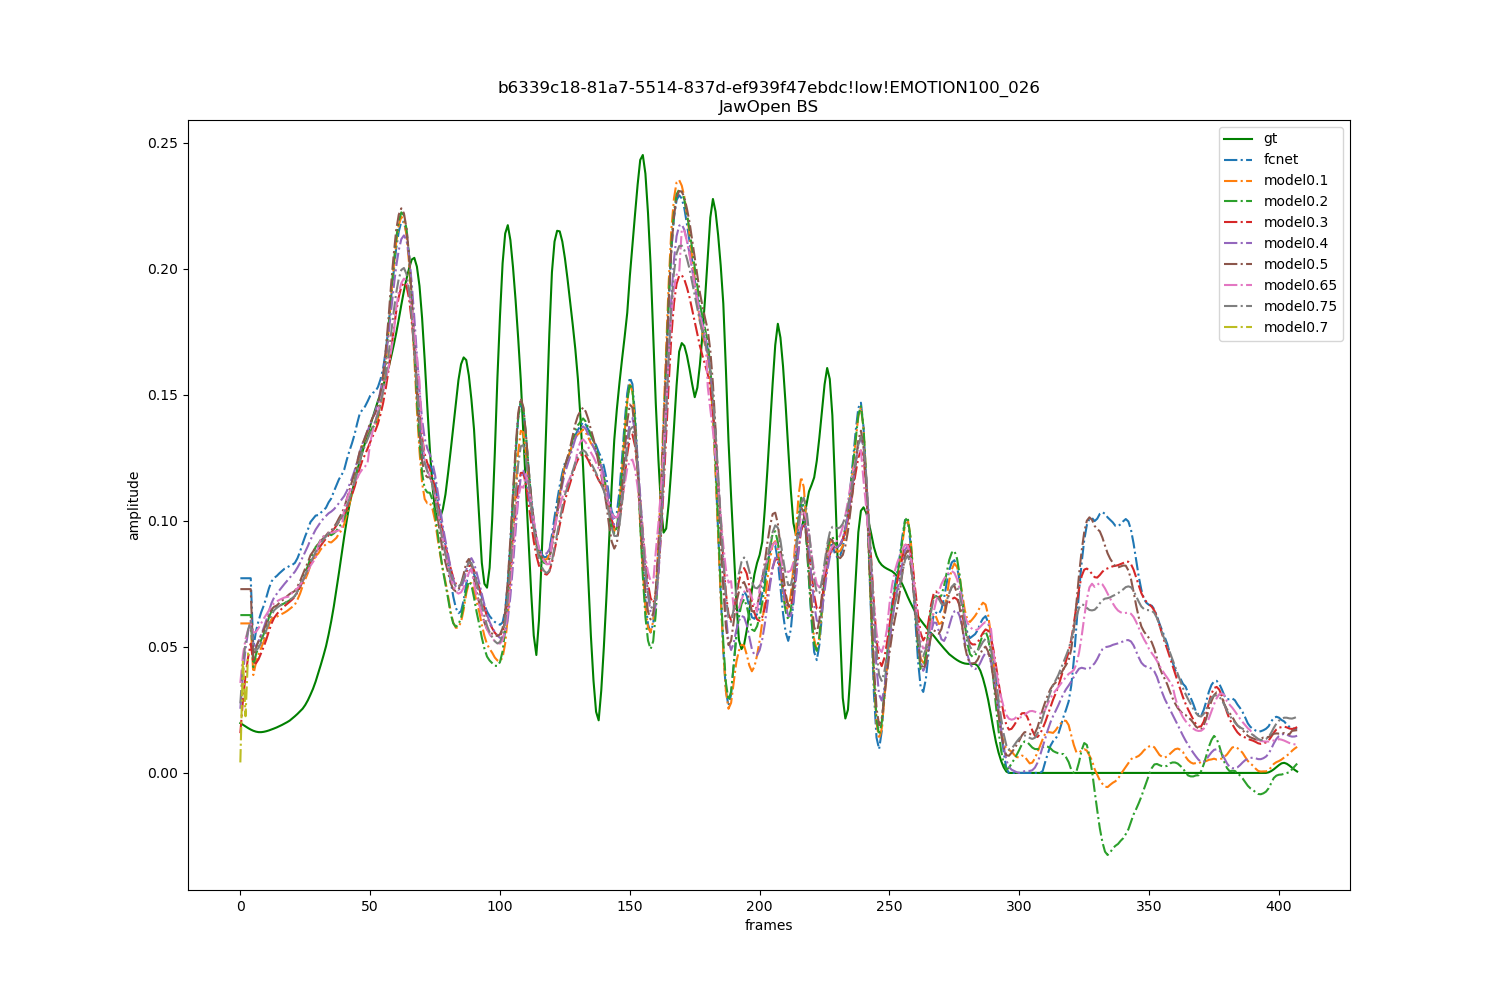 b6339c18-81a7-5514-837d-ef939f47ebdc!low!EMOTION100_026
JawOpen BS
gt
fcnet
model0.1
model0.2
model0.3
model0.4
model0.5
model0.65
model0.75
model0.7
amplitude
0.25
0.20
0.15
0.10
0.05
0.00
0 50 100 150 200 250 300 350 400
frames